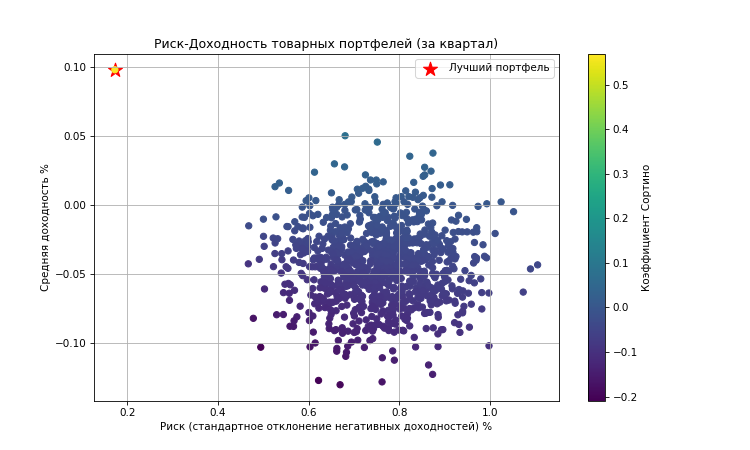 Риск-Доходность товарных портфелей (за квартал)
Лучший портфель
Средняя доходность %
0.10
0.05
0.00
−0.05
−0.10
0.2 0.4 0.6 0.8 1.0
Риск (стандартное отклонение негативных доходностей) %
0.5
0.4
0.3
0.2
0.1
0.0
−0.1
−0.2
Коэффициент Сортино